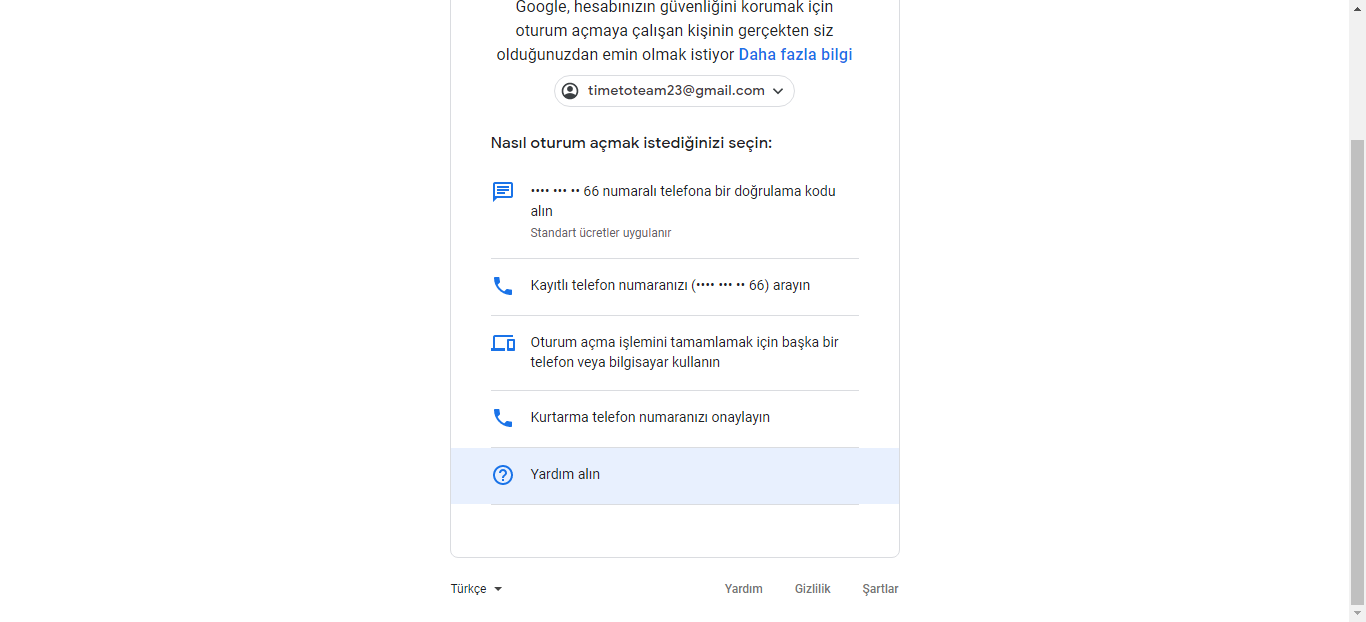 Google, hesabınızın güvenliğini korumak için
oturum açmaya çalışan kişinin gerçekten siz
olduğunuzdan emin olmak istiyor Daha fazla bilgi
timetoteam23@gmail.com
Nasıl oturum açmak istediğinizi seçin:
•••• ••• •• 66 numaralı telefona bir doğrulama kodu
alın
Standart ücretler uygulanır
Kayıtlı telefon numaranızı (•••• ••• •• 66) arayın
Oturum açma işlemini tamamlamak için başka bir
telefon veya bilgisayar kullanın
Kurtarma telefon numaranızı onaylayın
Yardım alın
Türkçe Yardım Gizlilik Şartlar